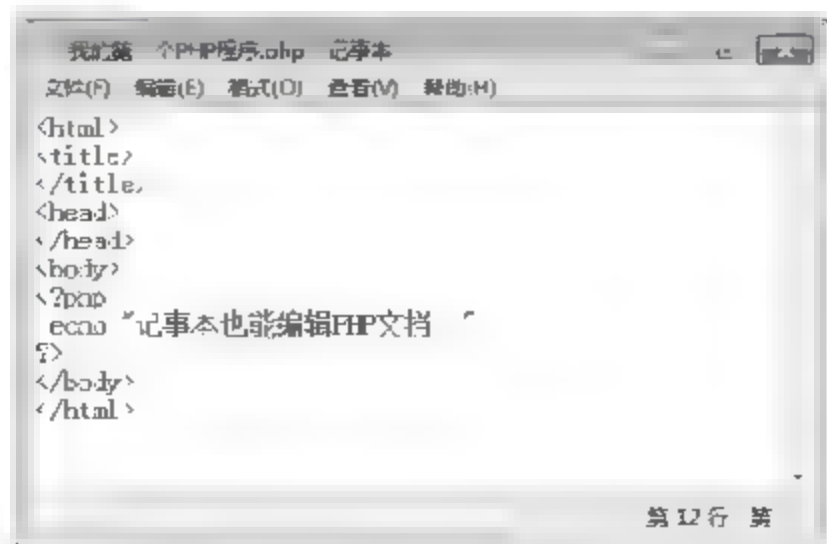 我的第 个PHP程序.php 记事本
文件(F) 编辑(E) 格式(O) 查看(V) 帮助(H)
<html>
<title>
</title>
<head>
</head>
<body>
<?php
echo "记事本也能编辑PHP文档 "
?>
</body>
</html>
第 12 行 第